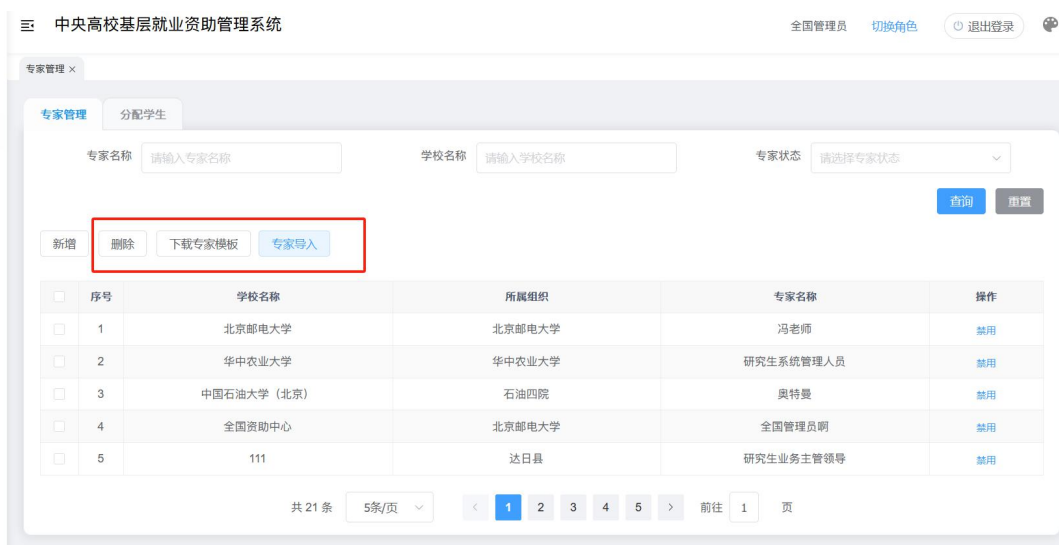 中央高校基层就业资助管理系统 全国管理员 切换角色 退出登录
专家管理 ×
专家管理 分配学生
专家名称 请输入专家名称 学校名称 请输入学校名称 专家状态 请选择专家状态
查询 重置
新增 删除 下载专家模板 专家导入
序号 学校名称 所属组织 专家名称 操作
1 北京邮电大学 北京邮电大学 冯老师 禁用
2 华中农业大学 华中农业大学 研究生系统管理人员 禁用
3 中国石油大学（北京） 石油四院 奥特曼 禁用
4 全国资助中心 北京邮电大学 全国管理员啊 禁用
5 111 达日县 研究生业务主管领导 禁用
共 21 条 5条/页 < 1 2 3 4 5 > 前往 1 页